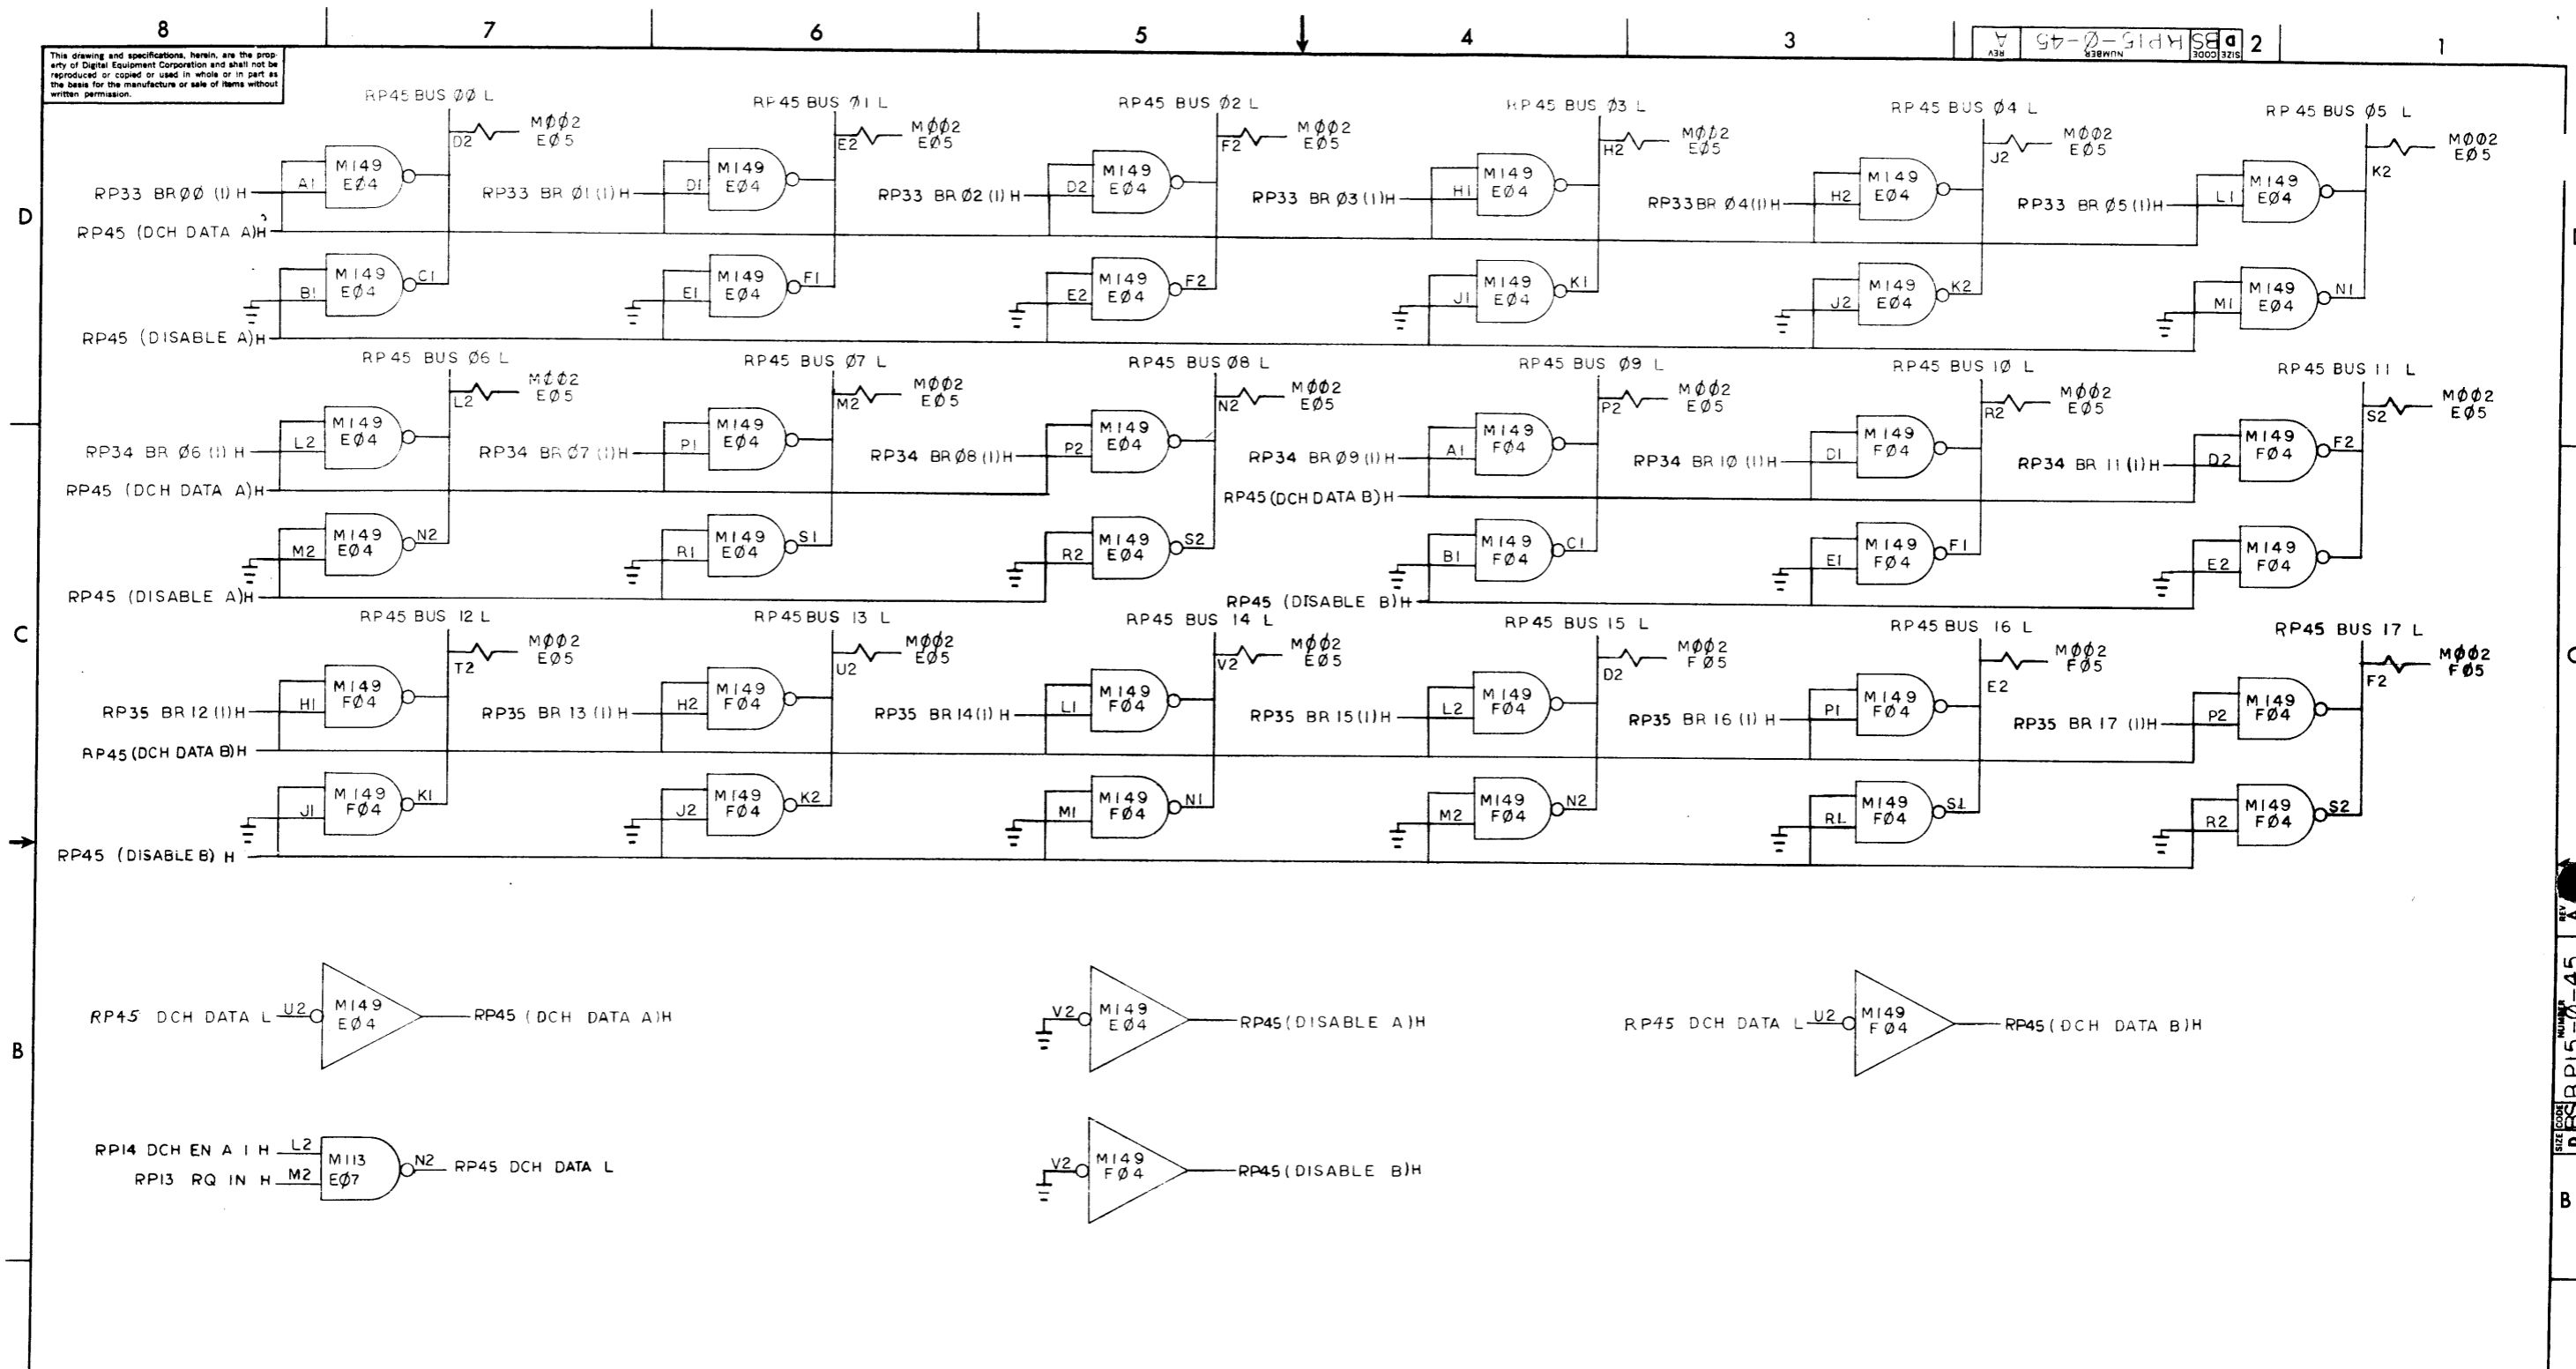 8 7 6 5 4 3 2 1
SIZE CODE NUMBER REV
D BS RP15-Ø-45 A
This drawing and specifications, herein, are the prop-
erty of Digital Equipment Corporation and shall not be
reproduced or copied or used in whole or in part as
the basis for the manufacture or sale of items without
written permission.
RP45 BUS ØØ L RP45 BUS Ø1 L RP45 BUS Ø2 L RP45 BUS Ø3 L RP45 BUS Ø4 L RP45 BUS Ø5 L
D2 MØØ2 E2 MØØ2 F2 MØØ2 H2 MØØ2 J2 MØØ2 K2 MØØ2
EØ5 EØ5 EØ5 EØ5 EØ5 EØ5
M149 M149 M149 M149 M149 M149
EØ4 EØ4 EØ4 EØ4 EØ4 EØ4
D
RP33 BRØØ (1) H A1 RP33 BR Ø1 (1) H D1 RP33 BR Ø2 (1) H D2 RP33 BR Ø3 (1) H H1 RP33 BR Ø4 (1) H H2 RP33 BR Ø5 (1) H L1
RP45 (DCH DATA A)H
M149 M149 M149 M149 M149 M149
EØ4 EØ4 EØ4 EØ4 EØ4 EØ4
B1 C1 E1 F1 E2 F2 J1 K1 J2 K2 M1 N1
RP45 (DISABLE A)H
RP45 BUS Ø6 L RP45 BUS Ø7 L RP45 BUS Ø8 L RP45 BUS Ø9 L RP45 BUS 1Ø L RP45 BUS 11 L
L2 MØØ2 M2 MØØ2 N2 MØØ2 P2 MØØ2 R2 MØØ2 S2 MØØ2
EØ5 EØ5 EØ5 EØ5 EØ5 EØ5
M149 M149 M149 M149 M149 M149
EØ4 EØ4 EØ4 FØ4 FØ4 FØ4 F2
RP34 BR Ø6 (1) H L2 RP34 BR Ø7 (1) H P1 RP34 BR Ø8 (1) H P2 RP34 BR Ø9 (1) H A1 RP34 BR 1Ø (1) H D1 RP34 BR 11 (1) H D2
RP45 (DCH DATA A)H RP45 (DCH DATA B)H
M149 M149 M149 M149 M149 M149
EØ4 EØ4 EØ4 FØ4 FØ4 FØ4
M2 N2 R1 S1 R2 S2 B1 C1 E1 F1 E2
RP45 (DISABLE A)H RP45 (DISABLE B)H
C
RP45 BUS 12 L RP45 BUS 13 L RP45 BUS 14 L RP45 BUS 15 L RP45 BUS 16 L RP45 BUS 17 L
T2 MØØ2 U2 MØØ2 V2 MØØ2 D2 MØØ2 E2 MØØ2 F2 MØØ2
EØ5 EØ5 EØ5 FØ5 FØ5 FØ5
M149 M149 M149 M149 M149 M149
FØ4 FØ4 FØ4 FØ4 FØ4 FØ4
RP35 BR 12 (1)H H1 RP35 BR 13 (1) H H2 RP35 BR 14(1) H L1 RP35 BR 15(1)H L2 RP35 BR 16 (1) H P1 RP35 BR 17 (1)H P2
RP45 (DCH DATA B)H
M149 M149 M149 M149 M149 M149
FØ4 FØ4 FØ4 FØ4 FØ4 FØ4
J1 K1 J2 K2 M1 N1 M2 N2 R1 S1 R2 S2
RP45 (DISABLE B) H
RP45 DCH DATA L U2 M149 EØ4 RP45 (DCH DATA A)H
V2 M149 EØ4 RP45(DISABLE A)H
RP45 DCH DATA L U2 M149 FØ4 RP45(DCH DATA B)H
B
RP14 DCH EN A 1 H L2
RP13 RQ IN H M2
M113 EØ7 N2 RP45 DCH DATA L
V2 M149 FØ4 RP45(DISABLE B)H
SIZE CODE NUMBER REV
D BS RP15-Ø-45 A
B